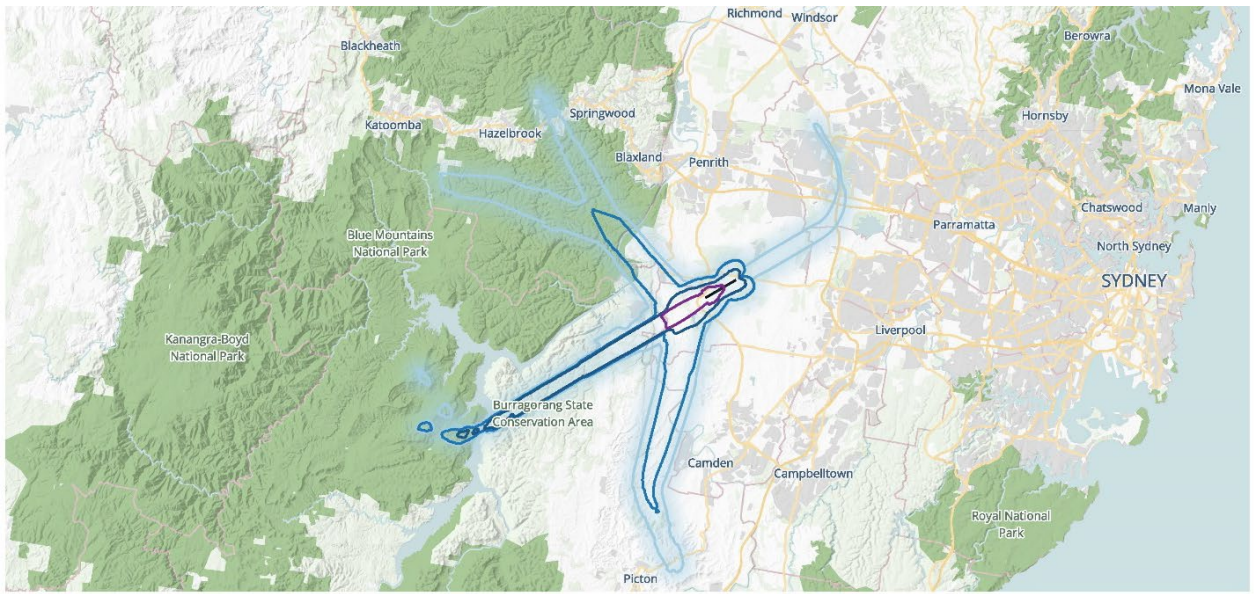 Richmond
Windsor
Blackheath
Berowra
Mona Vale
Springwood
Hornsby
Katoomba
Hazelbrook
Blaxland
Penrith
Chatswood
Manly
Parramatta
Blue Mountains
National Park
North Sydney
SYDNEY
Liverpool
Kanangra-Boyd
National Park
Burragorang State
Conservation Area
Camden
Campbelltown
Royal National
Park
Picton